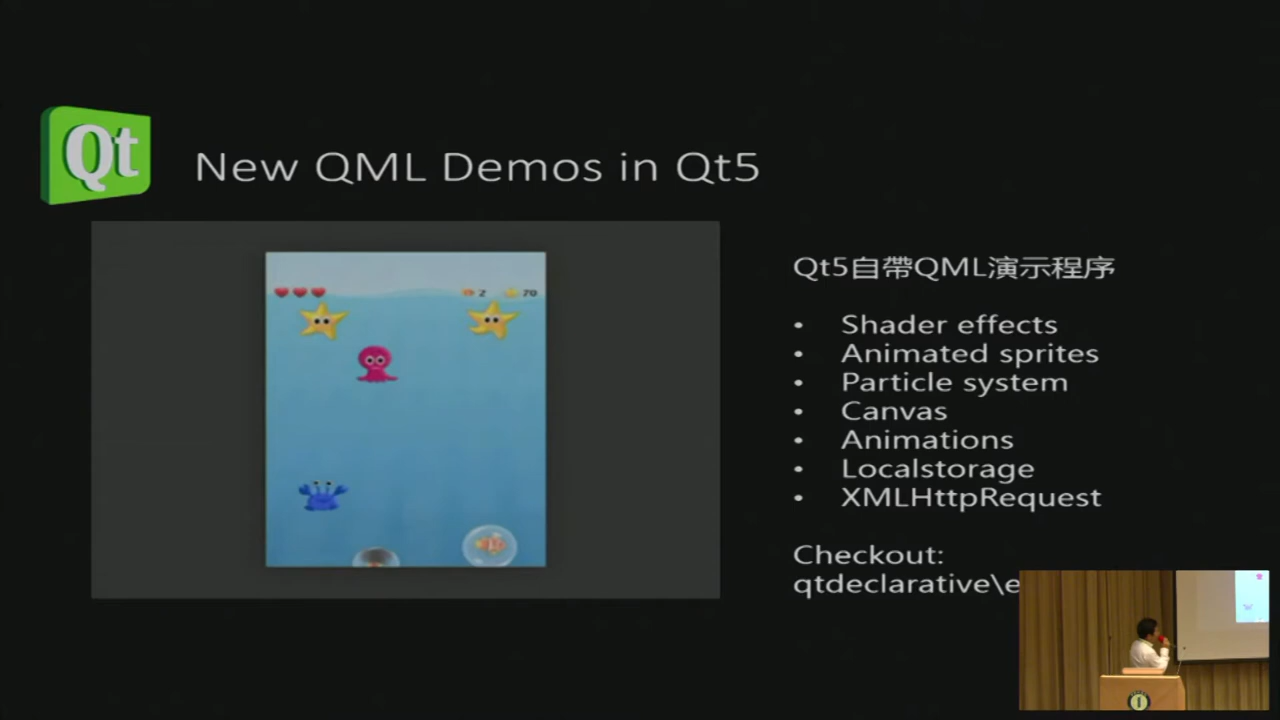 Qt
New QML Demos in Qt5
2
70
Qt5自帶QML演示程序
• Shader effects
• Animated sprites
• Particle system
• Canvas
• Animations
• Localstorage
• XMLHttpRequest
Checkout:
qtdeclarative\e